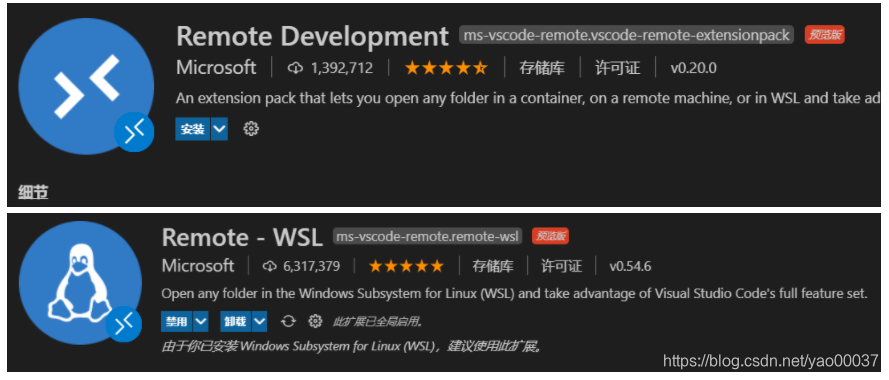 Remote Development ms-vscode-remote.vscode-remote-extensionpack 预览版
Microsoft 1,392,712 存储库 许可证 v0.20.0
An extension pack that lets you open any folder in a container, on a remote machine, or in WSL and take ad
安装
细节
Remote - WSL ms-vscode-remote.remote-wsl 预览版
Microsoft 6,317,379 存储库 许可证 v0.54.6
Open any folder in the Windows Subsystem for Linux (WSL) and take advantage of Visual Studio Code's full feature set.
禁用 卸载 此扩展已全局启用。
由于你已安装 Windows Subsystem for Linux (WSL)，建议使用此扩展。
https://blog.csdn.net/yao00037